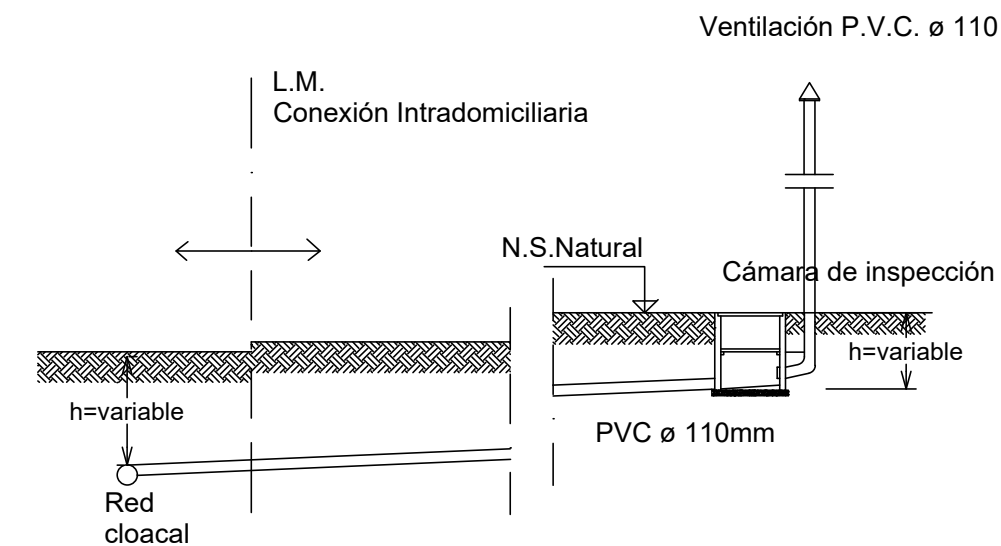 Ventilación P.V.C. ø 110
L.M.
Conexión Intradomiciliaria
N.S.Natural
Cámara de inspección
h=variable
h=variable
PVC ø 110mm
Red
cloacal